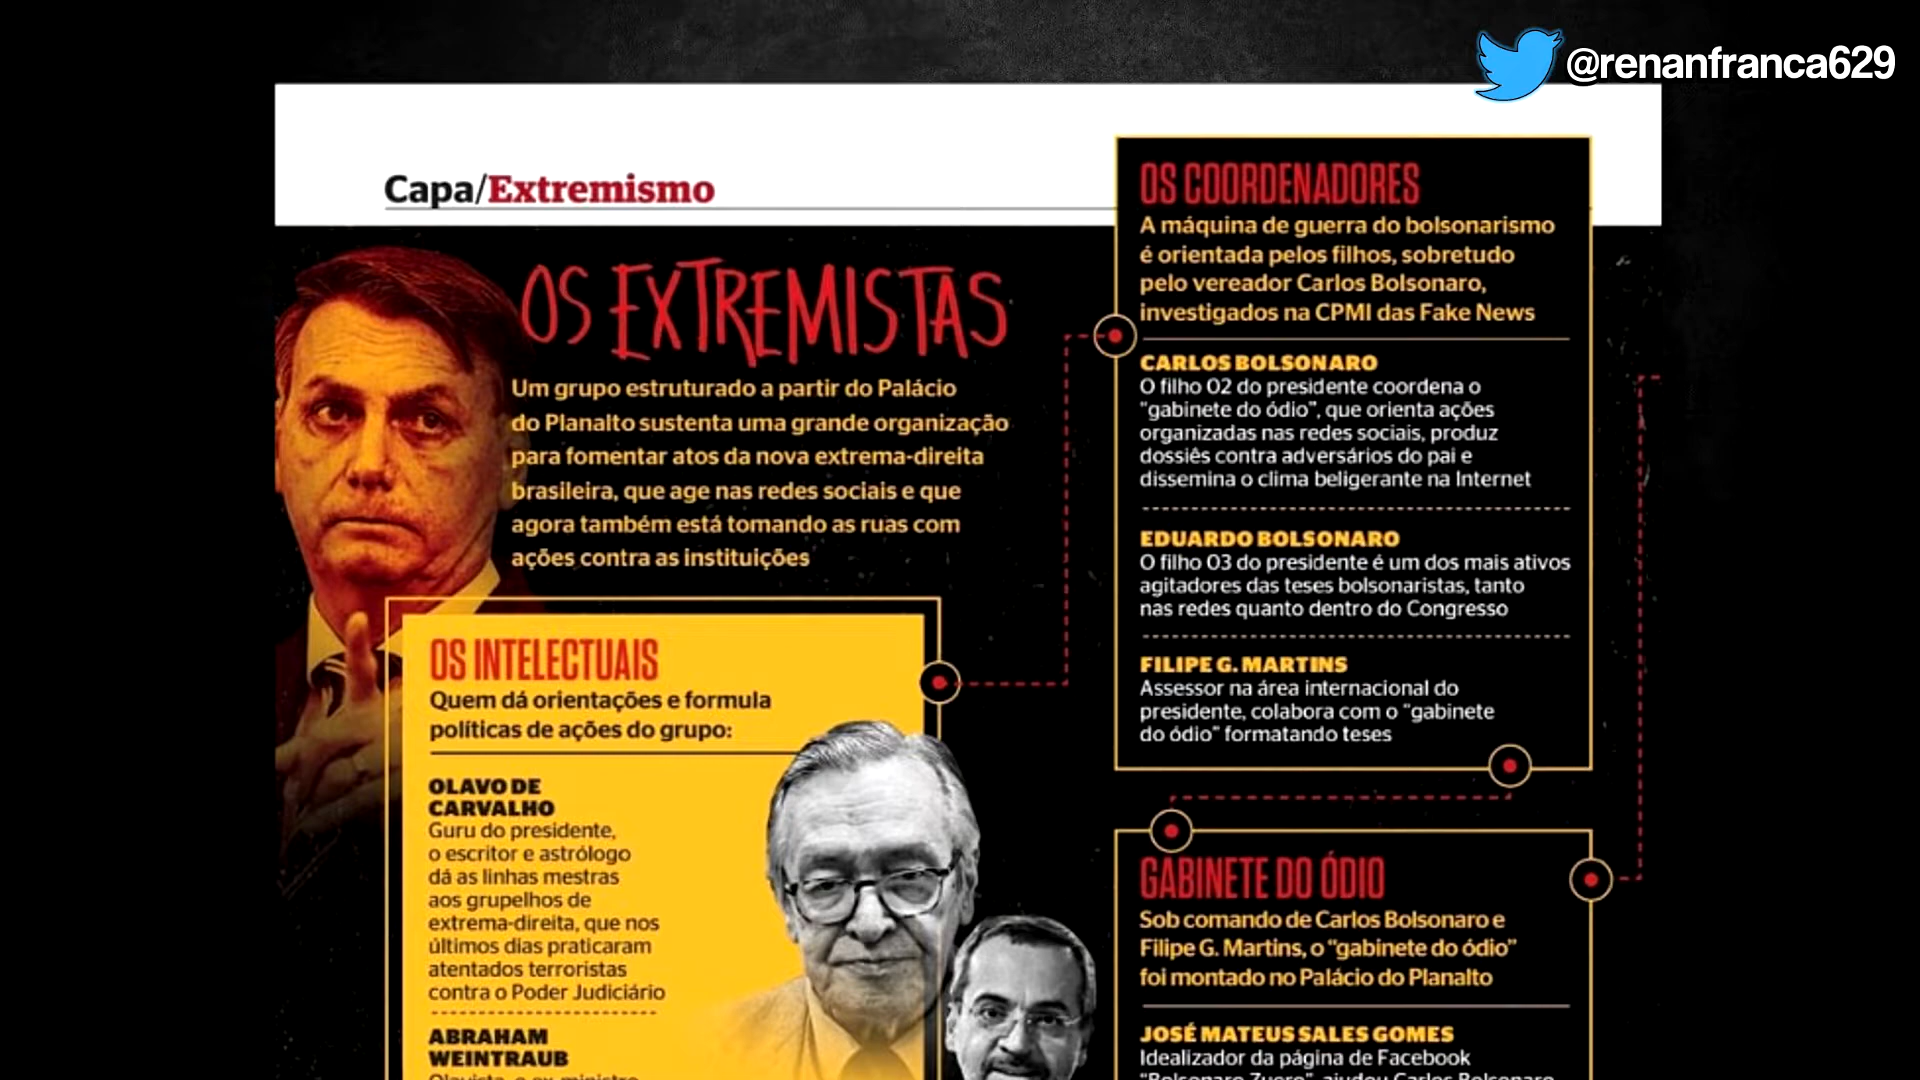 @renanfranca629
Capa/Extremismo
OS EXTREMISTAS
Um grupo estruturado a partir do Palácio
do Planalto sustenta uma grande organização
para fomentar atos da nova extrema-direita
brasileira, que age nas redes sociais e que
agora também está tomando as ruas com
ações contra as instituições
OS INTELECTUAIS
Quem dá orientações e formula
políticas de ações do grupo:
OLAVO DE
CARVALHO
Guru do presidente,
o escritor e astrólogo
dá as linhas mestras
aos grupelhos de
extrema-direita, que nos
últimos dias praticaram
atentados terroristas
contra o Poder Judiciário
ABRAHAM
WEINTRAUB
Olavista, o ex-ministro
OS COORDENADORES
A máquina de guerra do bolsonarismo
é orientada pelos filhos, sobretudo
pelo vereador Carlos Bolsonaro,
investigados na CPMI das Fake News
CARLOS BOLSONARO
O filho 02 do presidente coordena o
"gabinete do ódio", que orienta ações
organizadas nas redes sociais, produz
dossiês contra adversários do pai e
dissemina o clima beligerante na Internet
EDUARDO BOLSONARO
O filho 03 do presidente é um dos mais ativos
agitadores das teses bolsonaristas, tanto
nas redes quanto dentro do Congresso
FILIPE G. MARTINS
Assessor na área internacional do
presidente, colabora com o "gabinete
do ódio" formatando teses
GABINETE DO ÓDIO
Sob comando de Carlos Bolsonaro e
Filipe G. Martins, o "gabinete do ódio"
foi montado no Palácio do Planalto
JOSÉ MATEUS SALES GOMES
Idealizador da página de Facebook
"Bolsonaro Zuero", ajudou Carlos Bolsonaro